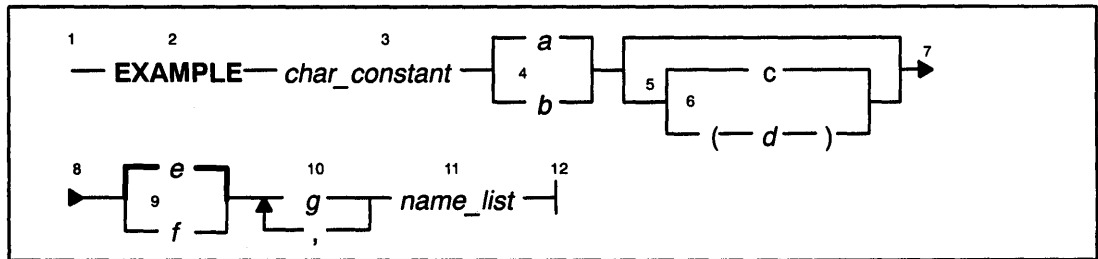 1 2 3
a 7
EXAMPLE char_constant 4 5 6 c
b
( d )
8 e 10 11 12
9 g name_list
f ,